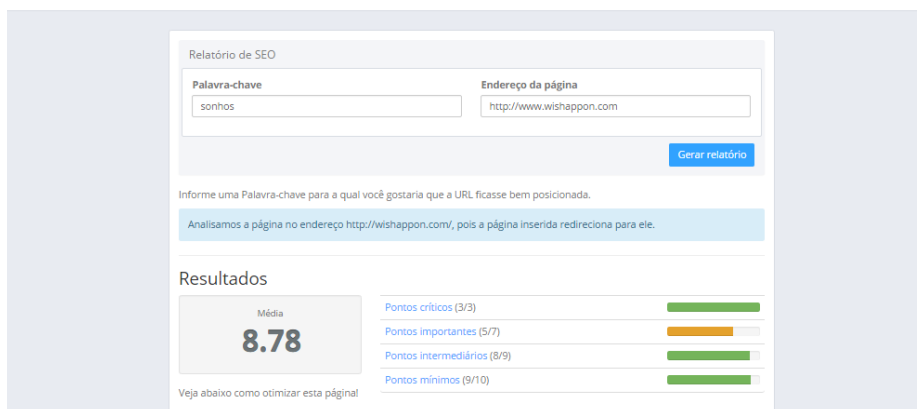 Relatório de SEO
Palavra-chave
Endereço da página
sonhos
http://www.wishappon.com
Gerar relatório
Informe uma Palavra-chave para a qual você gostaria que a URL ficasse bem posicionada.
Analisamos a página no endereço http://wishappon.com/, pois a página inserida redireciona para ele.
Resultados
Média
8.78
Veja abaixo como otimizar esta página!
Pontos críticos (3/3)
Pontos importantes (5/7)
Pontos intermediários (8/9)
Pontos mínimos (9/10)